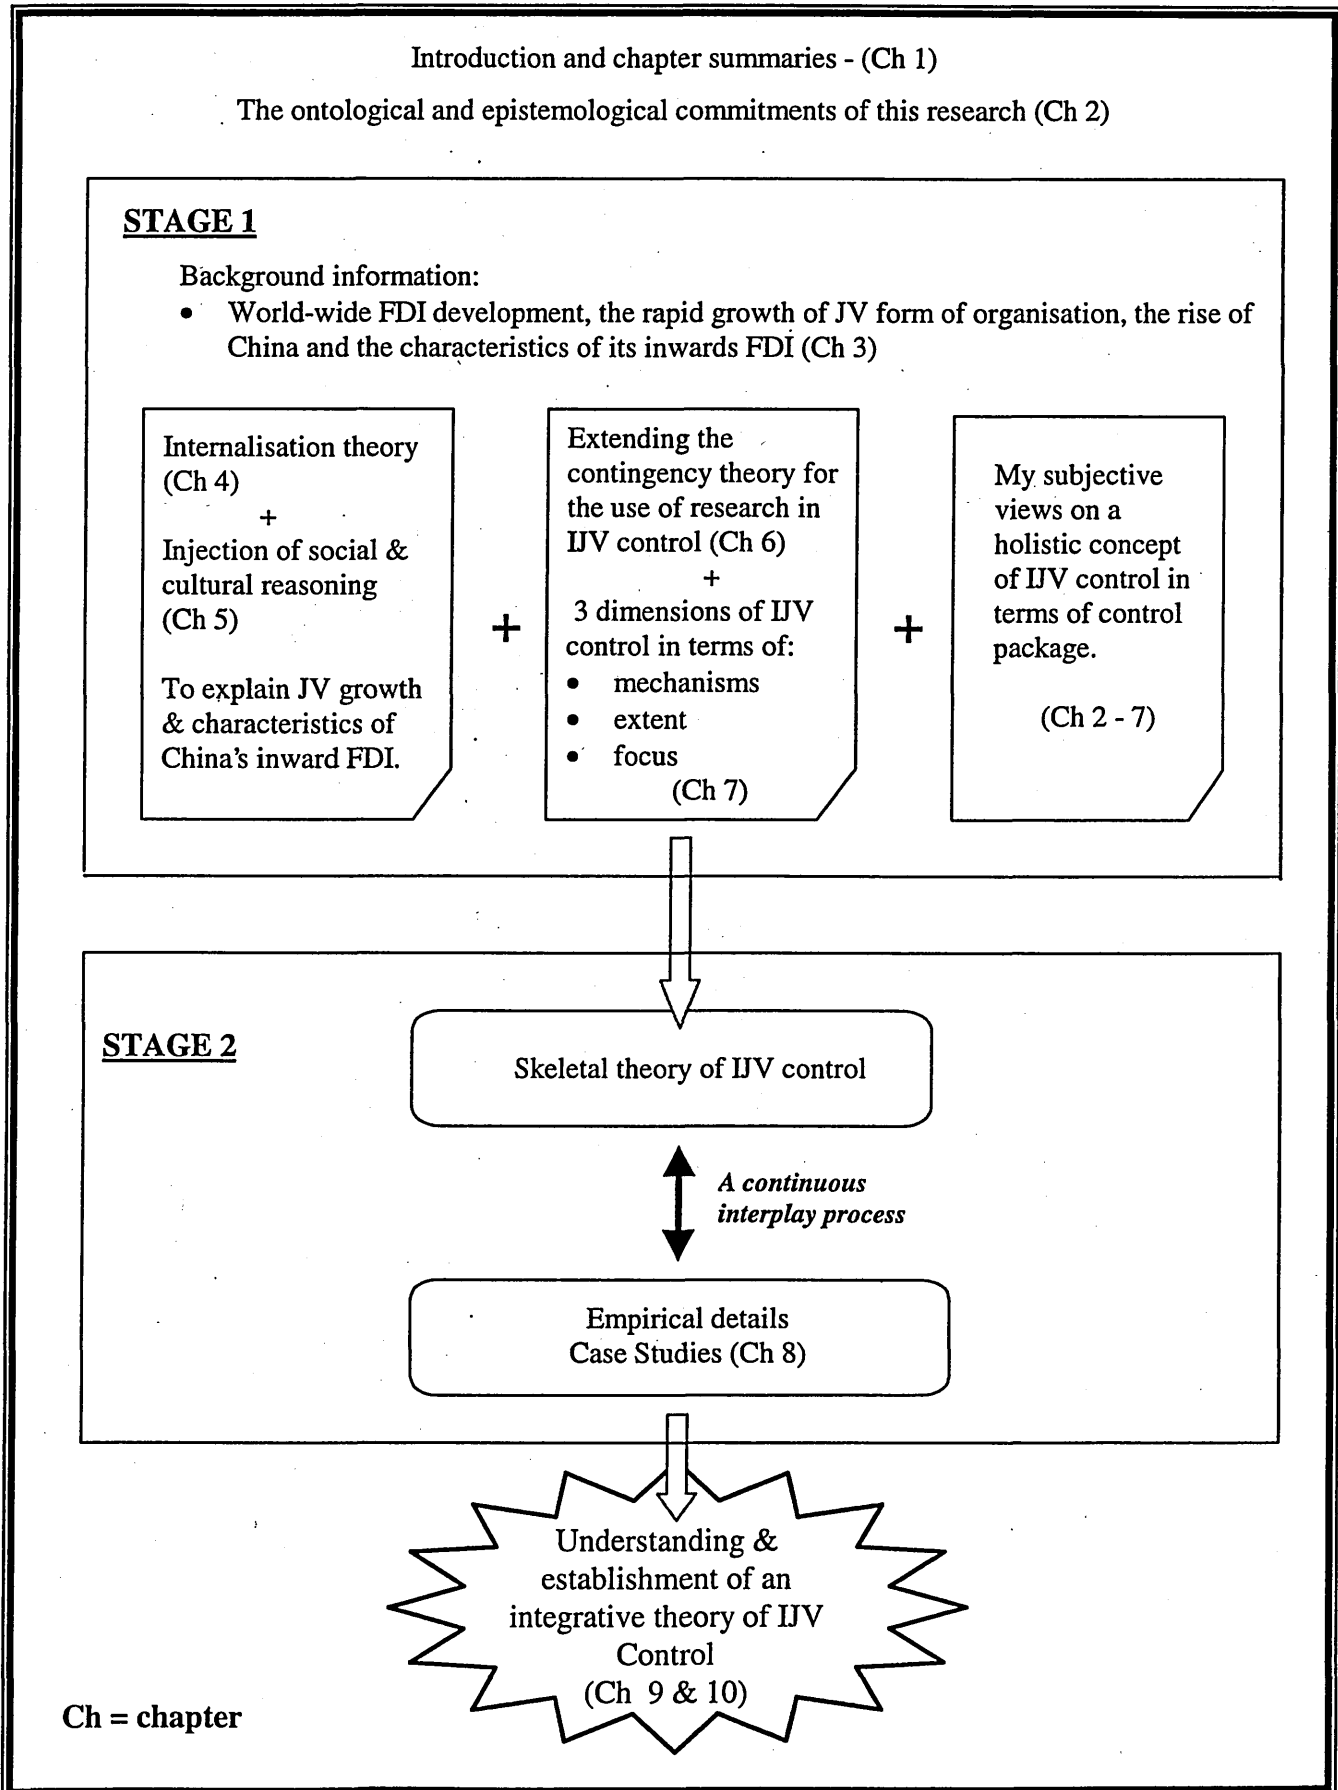 Introduction and chapter summaries - (Ch 1)
The ontological and epistemological commitments of this research (Ch 2)
STAGE 1
Background information:
• World-wide FDI development, the rapid growth of JV form of organisation, the rise of
China and the characteristics of its inwards FDI (Ch 3)
Internalisation theory
(Ch 4)
+
Injection of social &
cultural reasoning
(Ch 5)
To explain JV growth
& characteristics of
China's inward FDI.
+
Extending the
contingency theory for
the use of research in
IJV control (Ch 6)
+
3 dimensions of IJV
control in terms of:
• mechanisms
• extent
• focus
(Ch 7)
+
My subjective
views on a
holistic concept
of IJV control in
terms of control
package.
(Ch 2 - 7)
STAGE 2
Skeletal theory of IJV control
A continuous
interplay process
Empirical details
Case Studies (Ch 8)
Understanding &
establishment of an
integrative theory of IJV
Control
(Ch 9 & 10)
Ch = chapter